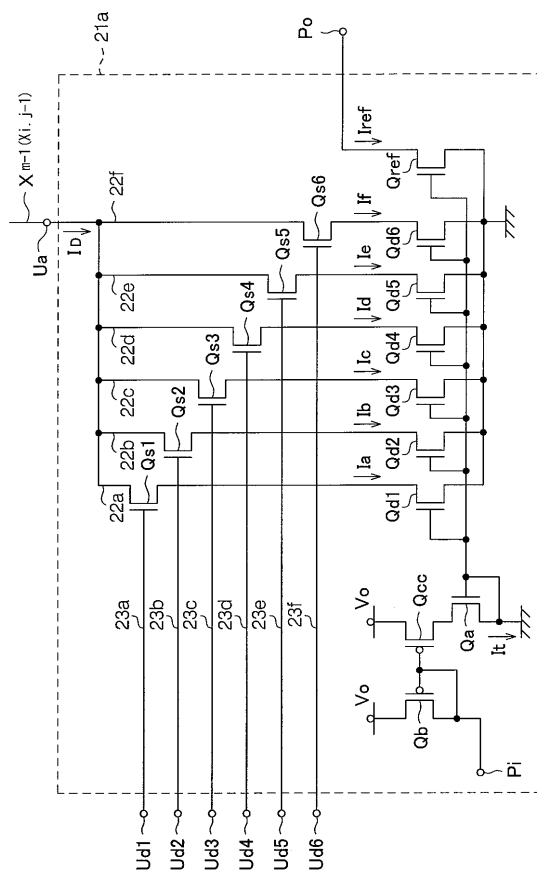 21a
X m-1(Xi, j-1)
Ua
ID
22f
22e
22d
22c
22b
22a
Qs6
Qs5
Qs4
Qs3
Qs2
Qs1
23a
23b
23c
23d
23e
23f
Ud1
Ud2
Ud3
Ud4
Ud5
Ud6
Po
Iref
If
Ie
Id
Ic
Ib
Ia
Qref
Qd6
Qd5
Qd4
Qd3
Qd2
Qd1
Vo
Qcc
Qa
It
Vo
Qb
Pi